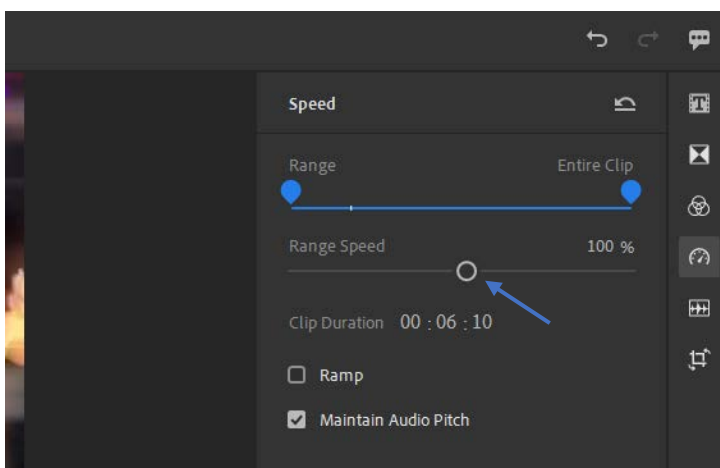 Speed
Range Entire Clip
Range Speed 100 %
Clip Duration 00 : 06 : 10
Ramp
Maintain Audio Pitch